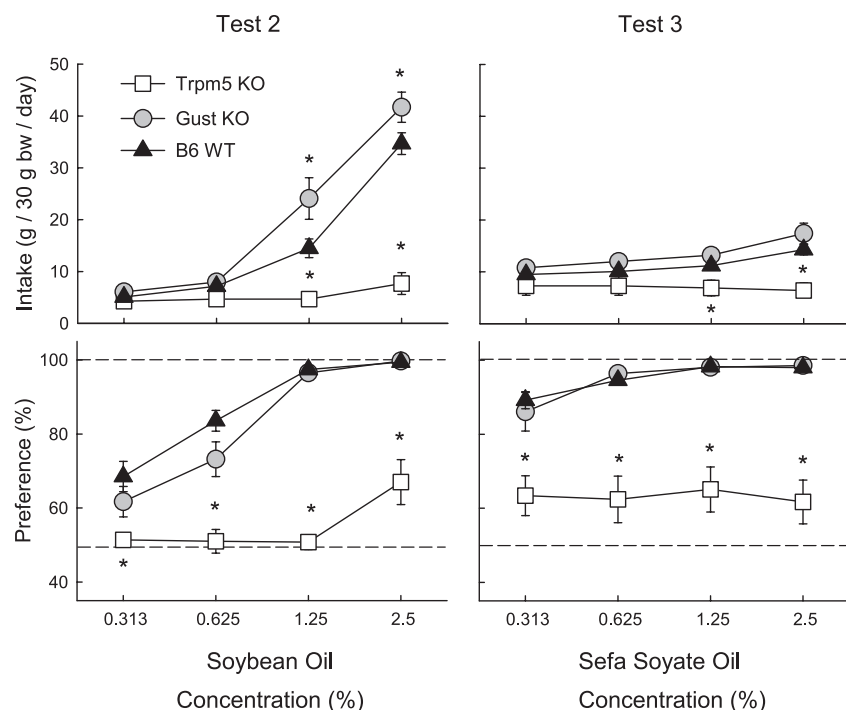 Test 2
Test 3
Intake (g / 30 g bw / day)
50
40
30
20
10
0
Trpm5 KO
Gust KO
B6 WT
*
*
*
*
*
*
Preference (%)
100
80
60
40
*
*
*
*
*
*
*
*
0.313
0.625
1.25
2.5
0.313
0.625
1.25
2.5
Soybean Oil
Sefa Soyate Oil
Concentration (%)
Concentration (%)